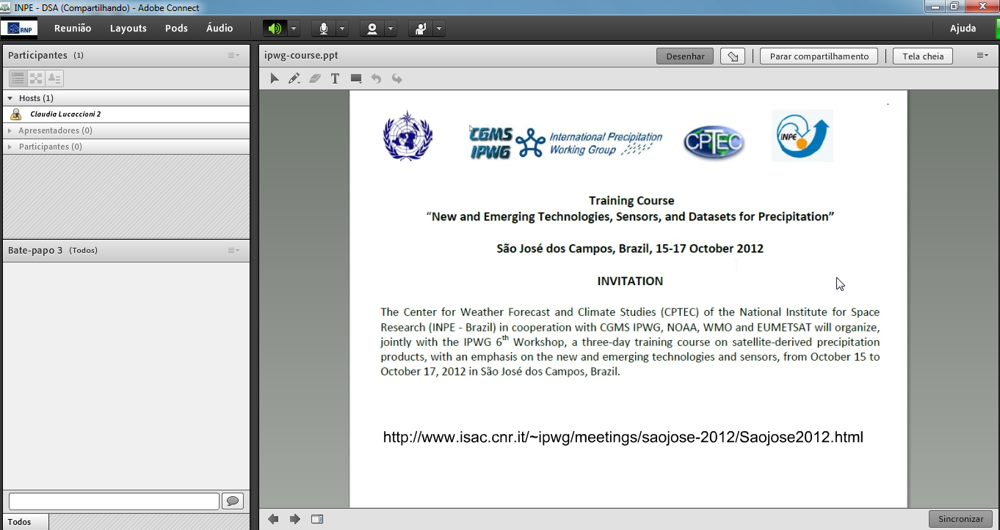 INPE - DSA (Compartilhando) - Adobe Connect
RNP Reunião Layouts Pods Áudio Ajuda
Participantes (1)
ipwg-course.ppt Desenhar Parar compartilhamento Tela cheia
T
Hosts (1)
Claudia Lucaccioni 2
Apresentadores (0)
Participantes (0)
Bate-papo 3 (Todos)
CGMS IPWG
International Precipitation
Working Group
CPTEC
INPE
Training Course
“New and Emerging Technologies, Sensors, and Datasets for Precipitation”
São José dos Campos, Brazil, 15-17 October 2012
INVITATION
The Center for Weather Forecast and Climate Studies (CPTEC) of the National Institute for Space
Research (INPE - Brazil) in cooperation with CGMS IPWG, NOAA, WMO and EUMETSAT will organize,
jointly with the IPWG 6th Workshop, a three-day training course on satellite-derived precipitation
products, with an emphasis on the new and emerging technologies and sensors, from October 15 to
October 17, 2012 in São José dos Campos, Brazil.
http://www.isac.cnr.it/~ipwg/meetings/saojose-2012/Saojose2012.html
Todos
Sincronizar